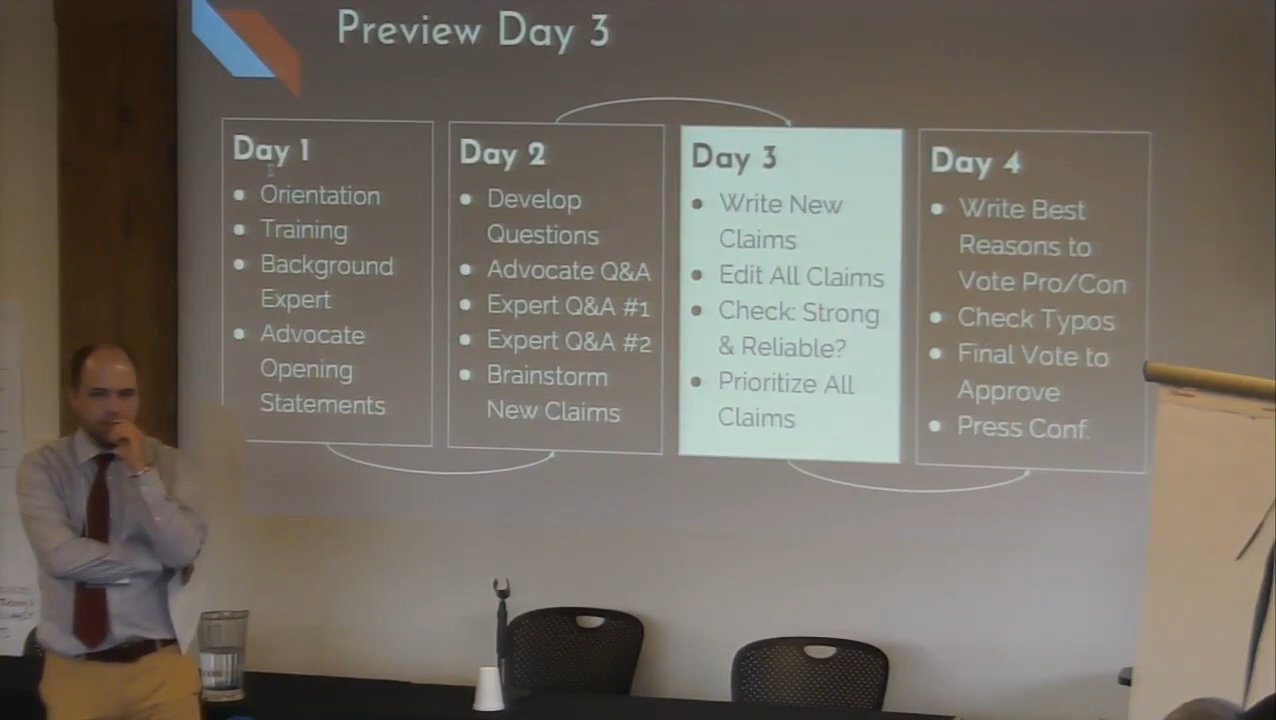 Preview Day 3
Day 1
Orientation
Training
Background
Expert
Advocate
Opening
Statements
Day 2
Develop
Questions
Advocate Q&A
Expert Q&A #1
Expert Q&A #2
Brainstorm
New Claims
Day 3
Write New
Claims
Edit All Claims
Check: Strong
& Reliable?
Prioritize All
Claims
Day 4
Write Best
Reasons to
Vote Pro/Con
Check Typos
Final Vote to
Approve
Press Conf.